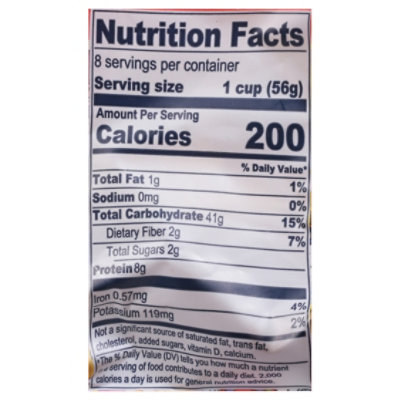 Nutrition Facts
8 servings per container
Serving size 1 cup (56g)
Amount Per Serving
Calories 200
% Daily Value*
Total Fat 1g 1%
Sodium 0mg 0%
Total Carbohydrate 41g 15%
Dietary Fiber 2g 7%
Total Sugars 2g
Protein 8g
Iron 0.57mg 4%
Potassium 119mg 2%
Not a significant source of saturated fat, trans fat,
cholesterol, added sugars, vitamin D, calcium.
*The % Daily Value (DV) tells you how much a nutrient
in a serving of food contributes to a daily diet. 2,000
calories a day is used for general nutrition advice.